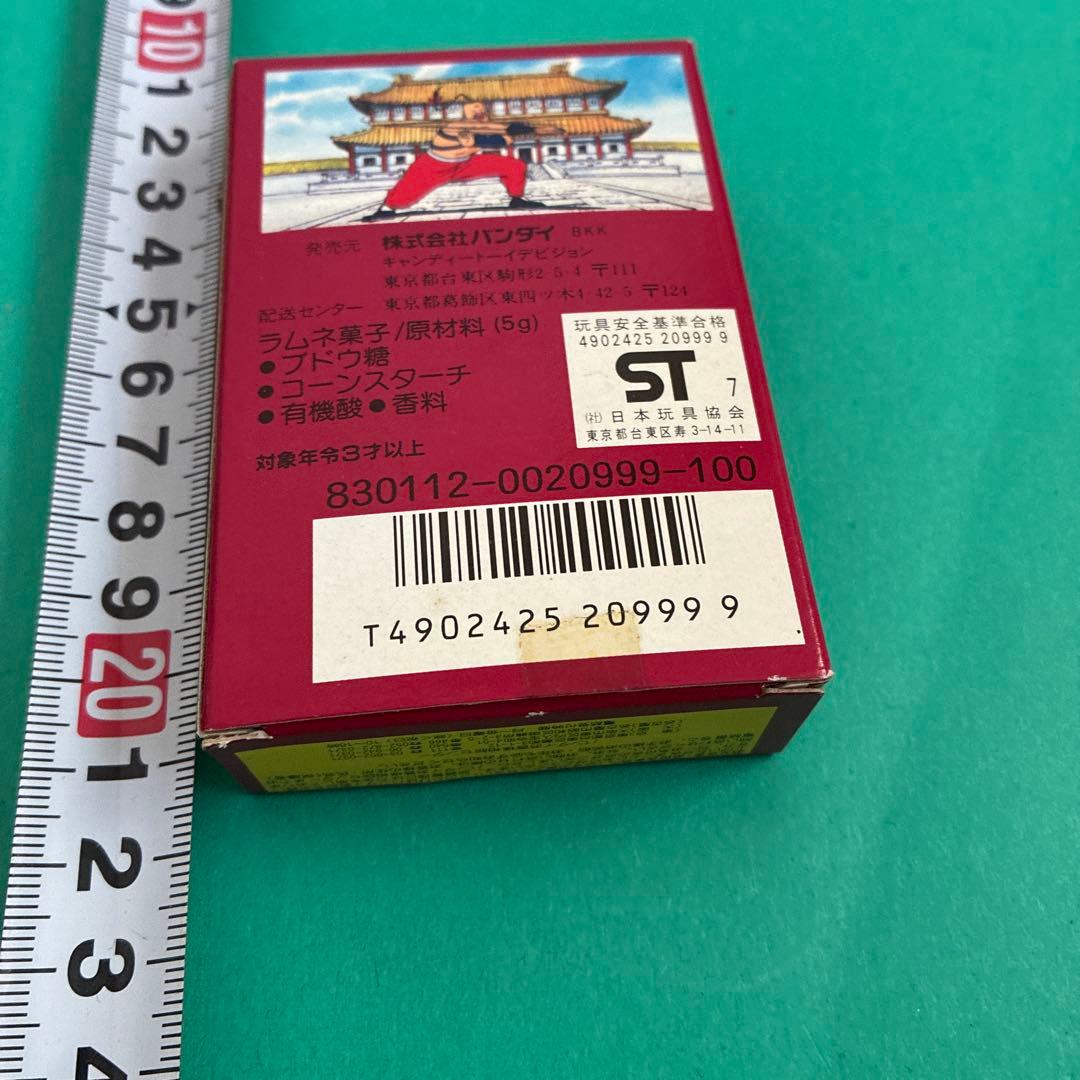 10
1
2
3
4
5
6
7
8
9
20
1
2
3
4
発売元 株式会社バンダイ BKK
キャンディートーイデビジョン
東京都台東区駒形2-5-4 〒111
配送センター 東京都葛飾区東四ツ木4-42-5 〒124
ラムネ菓子/原材料(5g)
●ブドウ糖
●コーンスターチ
●有機酸●香料
対象年令3才以上
玩具安全基準合格
4902425 20999 9
ST 7
(社)日本玩具協会
東京都台東区寿3-14-11
830112-0020999-100
T4902425 20999 9